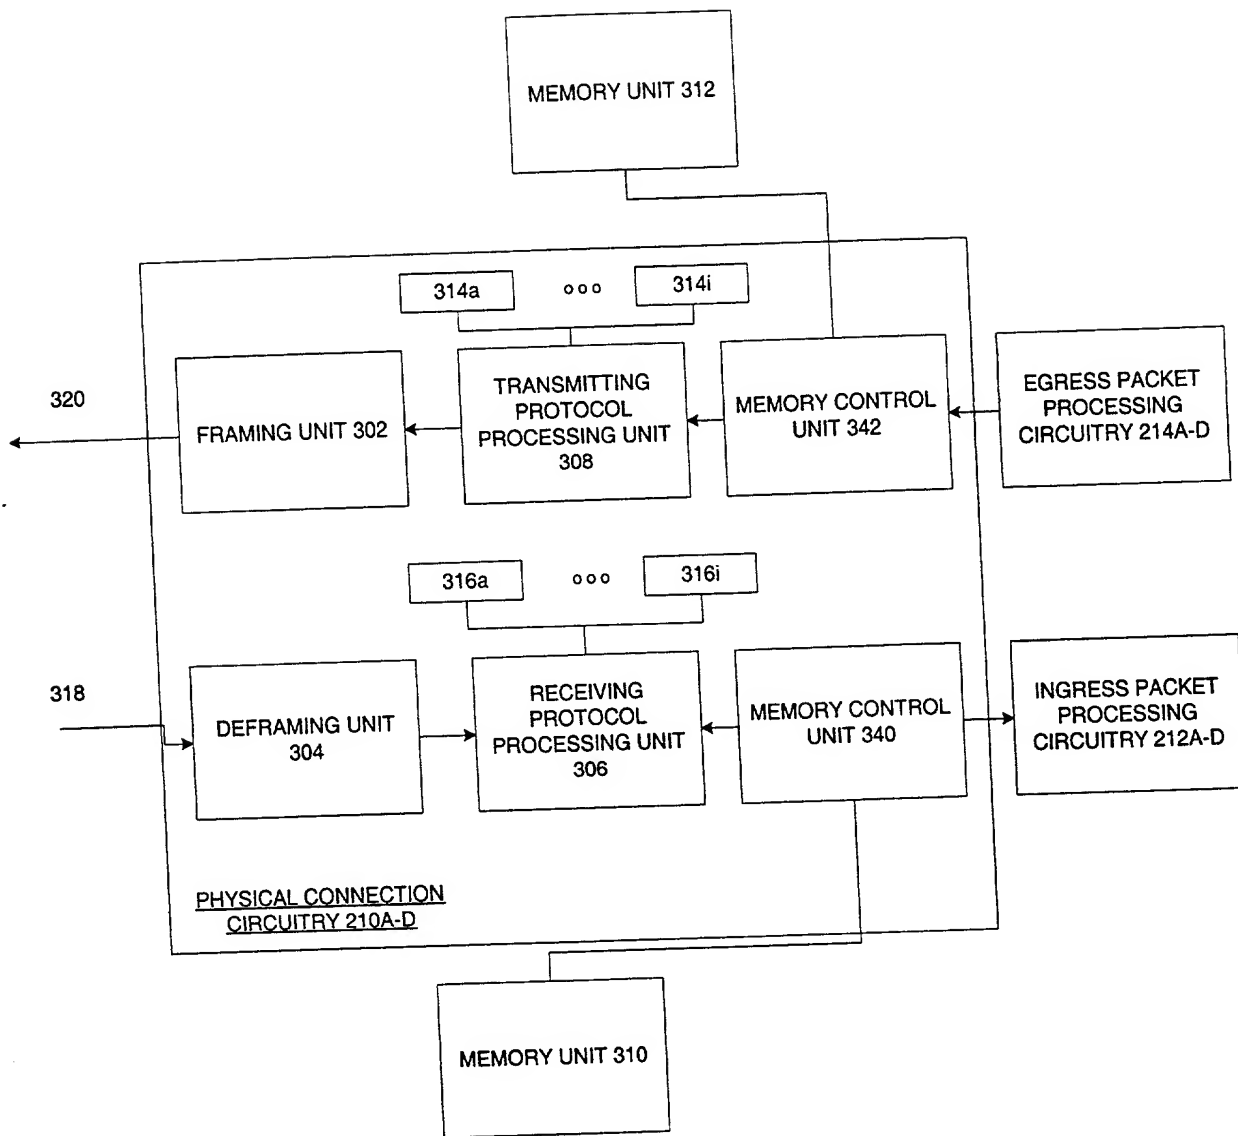 MEMORY UNIT 312
314a
ooo
314i
320
FRAMING UNIT 302
TRANSMITTING
PROTOCOL
PROCESSING UNIT
308
MEMORY CONTROL
UNIT 342
EGRESS PACKET
PROCESSING
CIRCUITRY 214A-D
316a
ooo
316i
318
DEFRAMING UNIT
304
RECEIVING
PROTOCOL
PROCESSING UNIT
306
MEMORY CONTROL
UNIT 340
INGRESS PACKET
PROCESSING
CIRCUITRY 212A-D
PHYSICAL CONNECTION
CIRCUITRY 210A-D
MEMORY UNIT 310